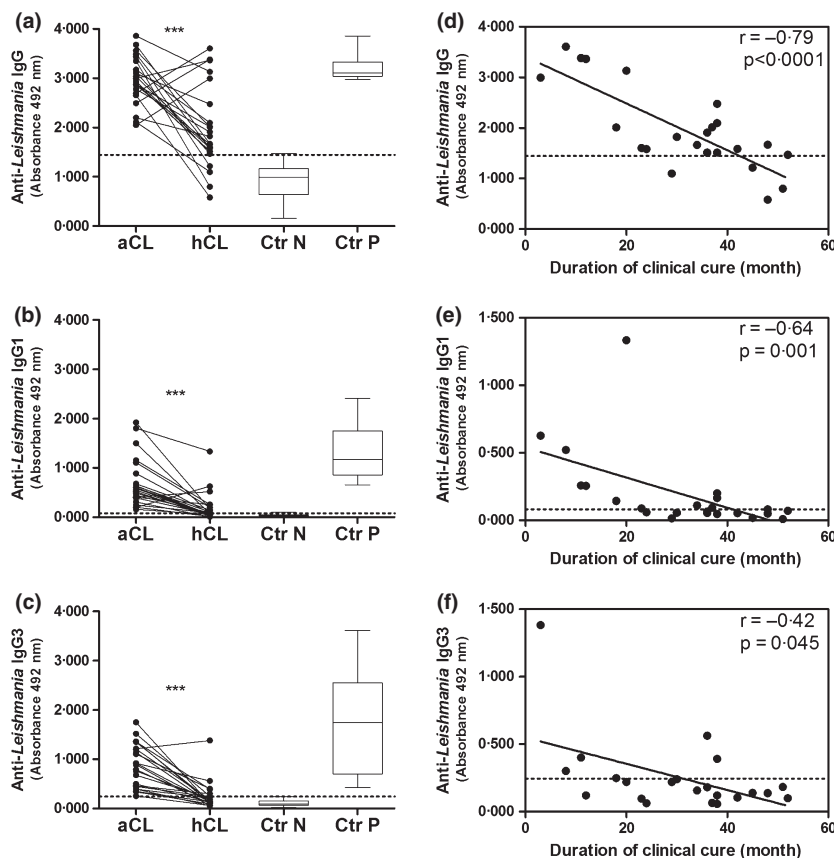 (a)
Anti-Leishmania IgG
(Absorbance 492 nm)
4·000
3·000
2·000
1·000
0·000
***
aCL hCL Ctr N Ctr P
(d)
Anti-Leishmania IgG
(Absorbance 492 nm)
4·000
3·000
2·000
1·000
0·000
r = –0·79
p<0·0001
0 20 40 60
Duration of clinical cure (month)
(b)
Anti-Leishmania IgG1
(Absorbance 492 nm)
4·000
3·000
2·000
1·000
0·000
***
aCL hCL Ctr N Ctr P
(e)
Anti-Leishmania IgG1
(Absorbance 492 nm)
1·500
1·000
0·500
0·000
r = –0·64
p = 0·001
0 20 40 60
Duration of clinical cure (month)
(c)
Anti-Leishmania IgG3
(Absorbance 492 nm)
4·000
3·000
2·000
1·000
0·000
***
aCL hCL Ctr N Ctr P
(f)
Anti-Leishmania IgG3
(Absorbance 492 nm)
1·500
1·000
0·500
0·000
r = –0·42
p = 0·045
0 20 40 60
Duration of clinical cure (month)